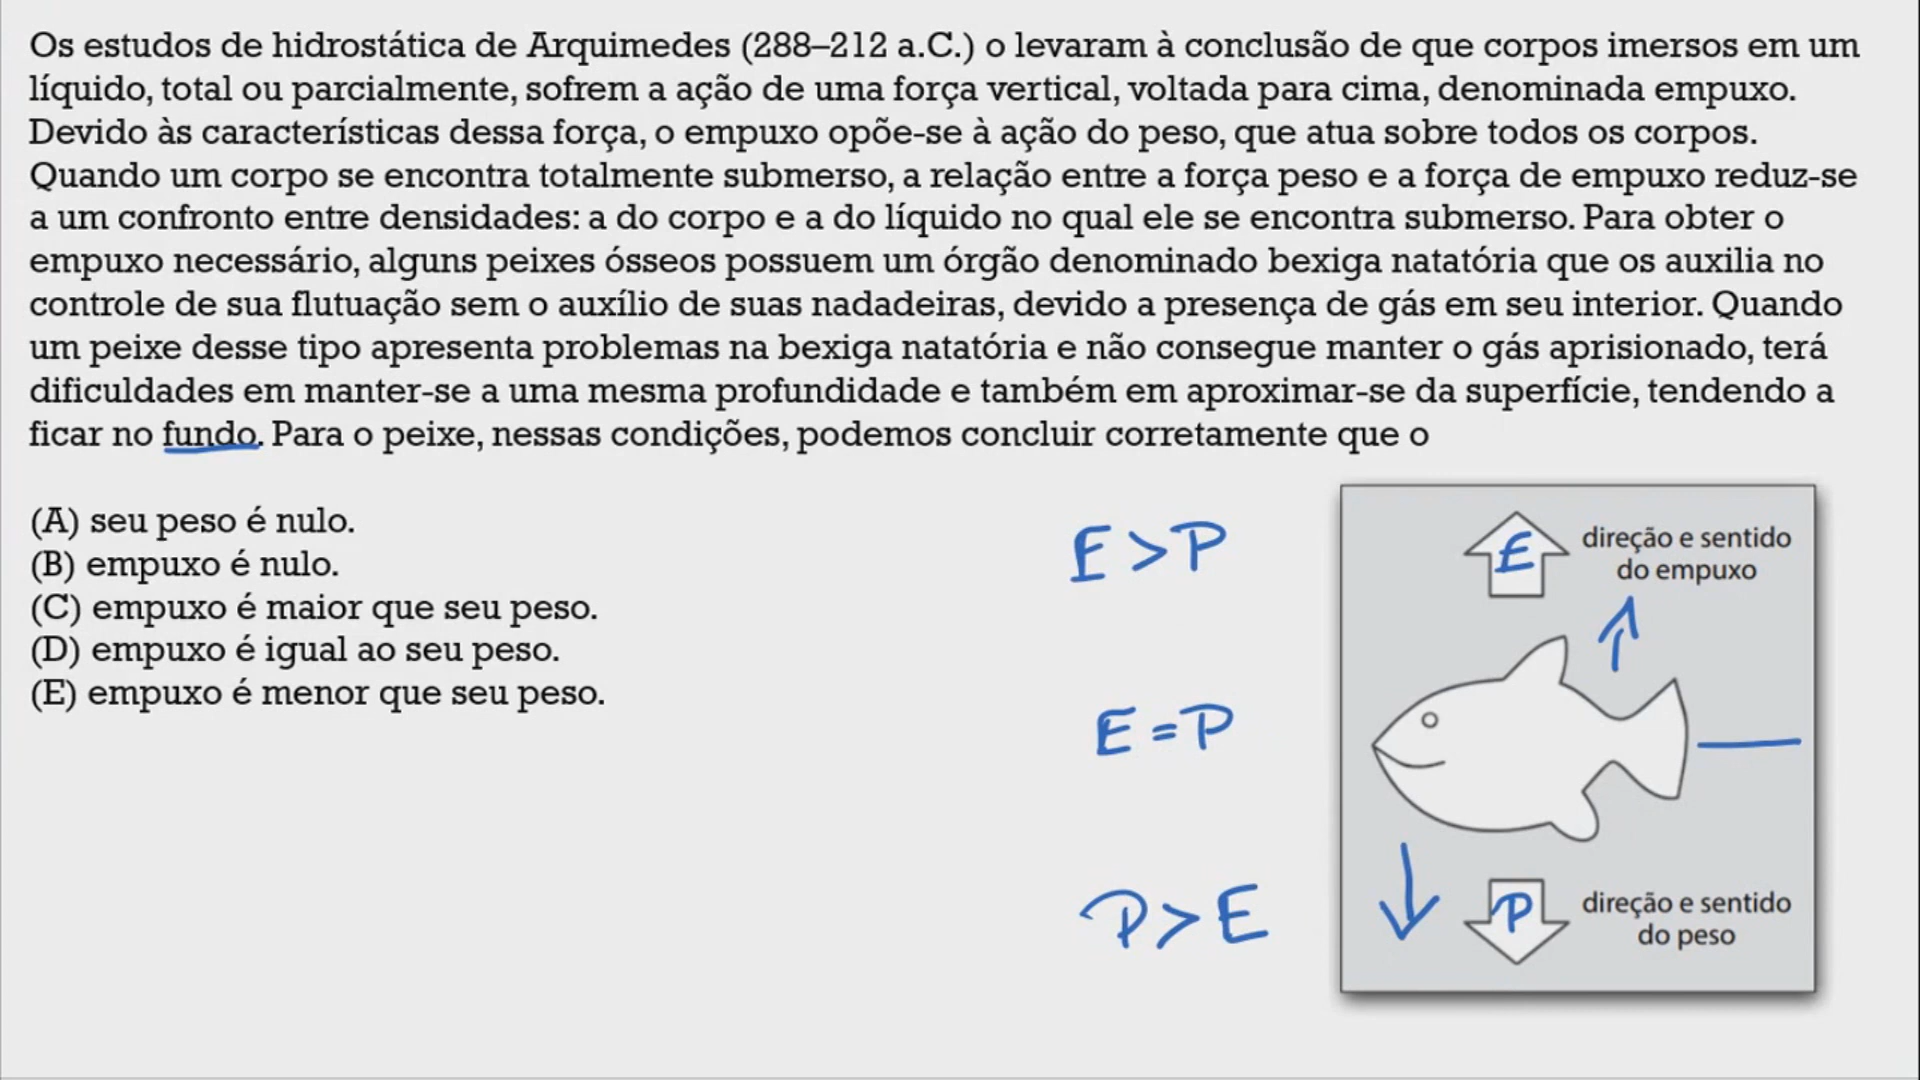 Os estudos de hidrostática de Arquimedes (288–212 a.C.) o levaram à conclusão de que corpos imersos em um
líquido, total ou parcialmente, sofrem a ação de uma força vertical, voltada para cima, denominada empuxo.
Devido às características dessa força, o empuxo opõe-se à ação do peso, que atua sobre todos os corpos.
Quando um corpo se encontra totalmente submerso, a relação entre a força peso e a força de empuxo reduz-se
a um confronto entre densidades: a do corpo e a do líquido no qual ele se encontra submerso. Para obter o
empuxo necessário, alguns peixes ósseos possuem um órgão denominado bexiga natatória que os auxilia no
controle de sua flutuação sem o auxílio de suas nadadeiras, devido a presença de gás em seu interior. Quando
um peixe desse tipo apresenta problemas na bexiga natatória e não consegue manter o gás aprisionado, terá
dificuldades em manter-se a uma mesma profundidade e também em aproximar-se da superfície, tendendo a
ficar no fundo. Para o peixe, nessas condições, podemos concluir corretamente que o
(A) seu peso é nulo.
(B) empuxo é nulo.
(C) empuxo é maior que seu peso.
(D) empuxo é igual ao seu peso.
(E) empuxo é menor que seu peso.
E > P
E = P
P > E
E
direção e sentido
do empuxo
P
direção e sentido
do peso